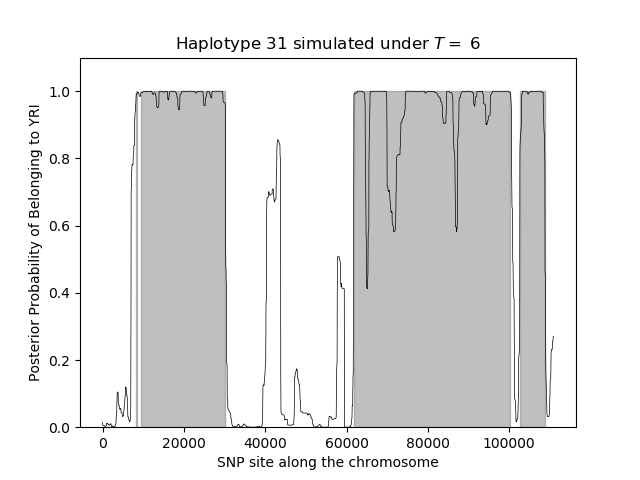 Haplotype 31 simulated under T = 6
Posterior Probability of Belonging to YRI
1.0
0.8
0.6
0.4
0.2
0.0
0 20000 40000 60000 80000 100000
SNP site along the chromosome